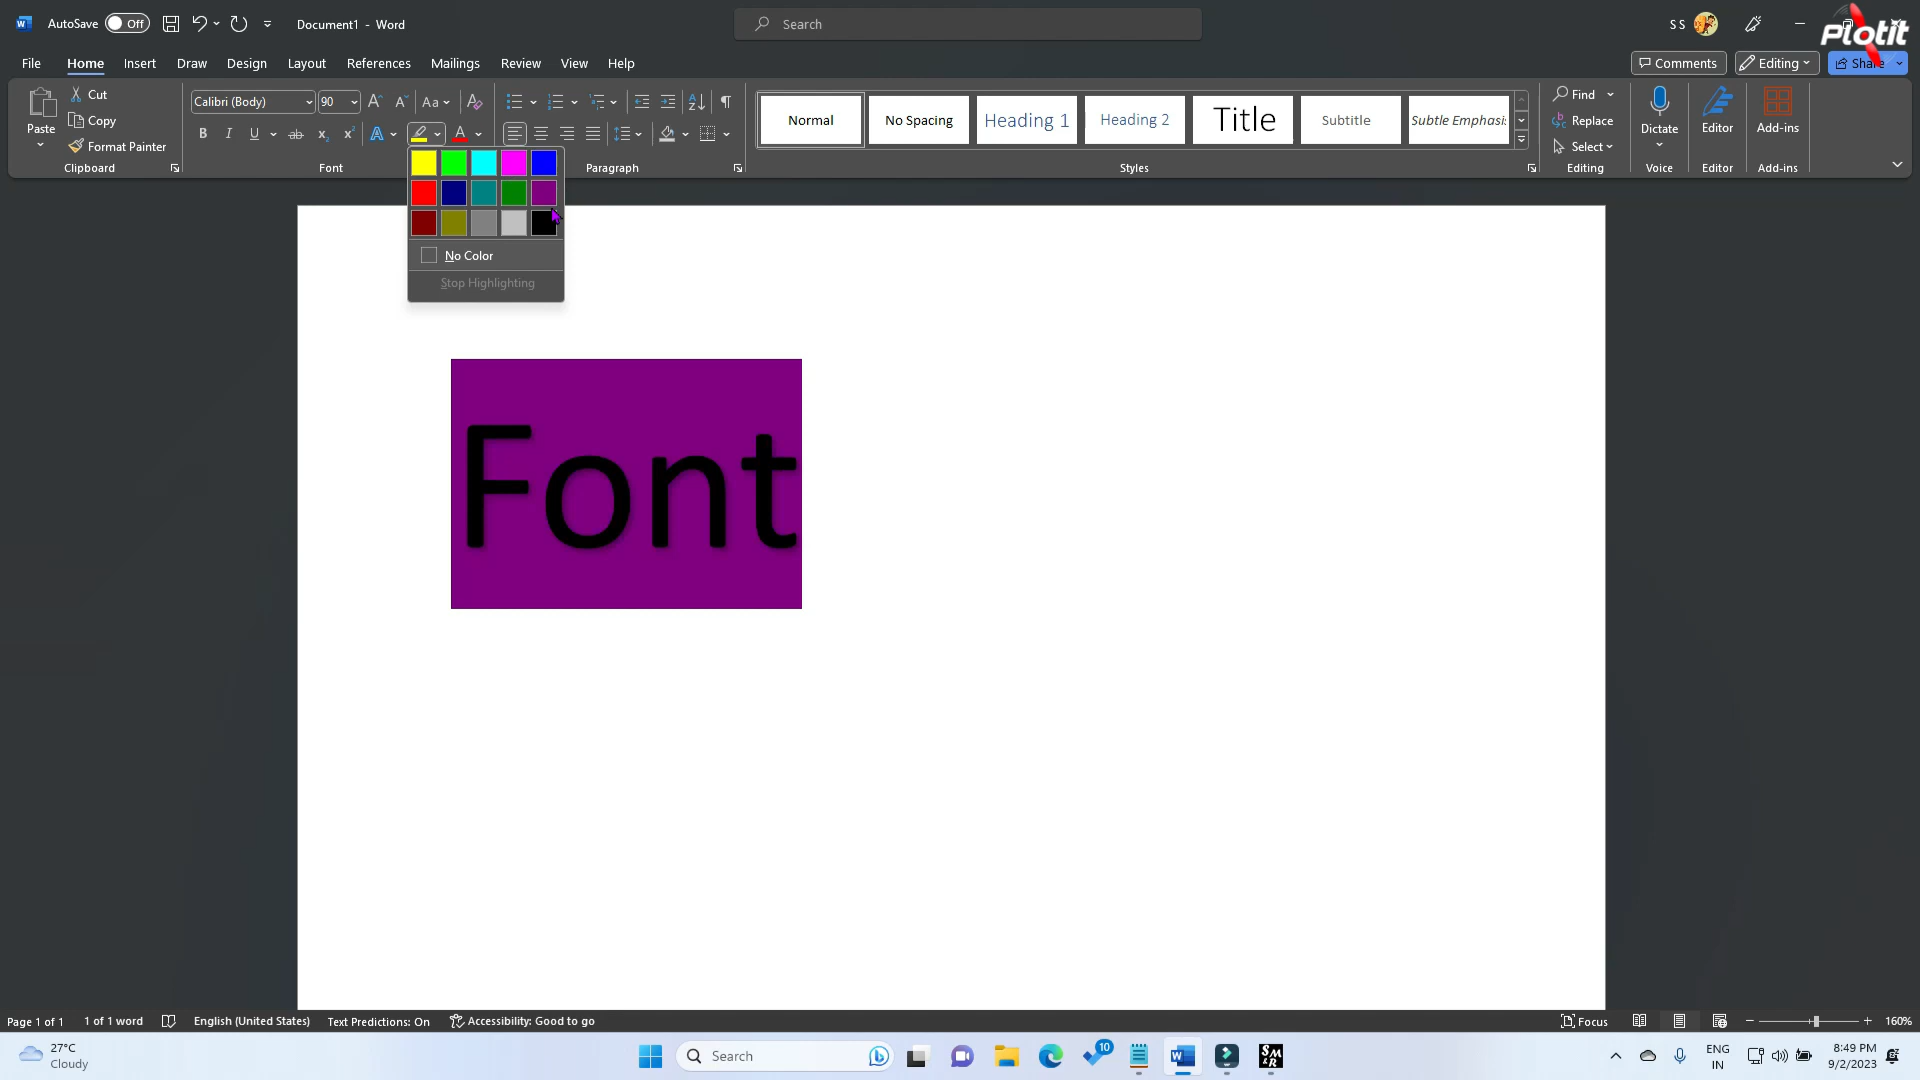 AutoSave Off Document1 - Word Search S S Plotit
File Home Insert Draw Design Layout References Mailings Review View Help Comments Editing Share
Paste Cut Copy Format Painter Clipboard
Calibri (Body) 90 Aa
B I U ab x x A A
Font
Paragraph
Normal No Spacing Heading 1 Heading 2 Title Subtitle Subtle Emphasi
Styles
Find Replace Select Editing
Dictate Voice
Editor Editor
Add-ins Add-ins
No Color
Stop Highlighting
Font
Page 1 of 1 1 of 1 word English (United States) Text Predictions: On Accessibility: Good to go Focus 160%
27°C
Cloudy
Search 10 SM&R
ENG
IN
8:49 PM
9/2/2023